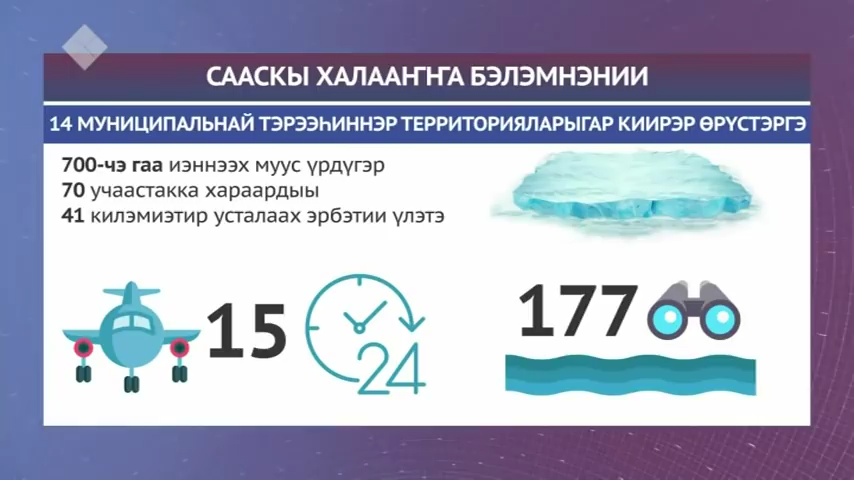 СААСКЫ ХАЛААҤҤА БЭЛЭМНЭНИИ
14 МУНИЦИПАЛЬНАЙ ТЭРЭЭҺИННЭР ТЕРРИТОРИЯЛАРЫГАР КИИРЭР ӨРҮСТЭРГЭ
700-чэ гаа иэннээх муус үрдүгэр
70 учаастакка хараардыы
41 килэмиэтир усталаах эрбэтии үлэтэ
15
24
177